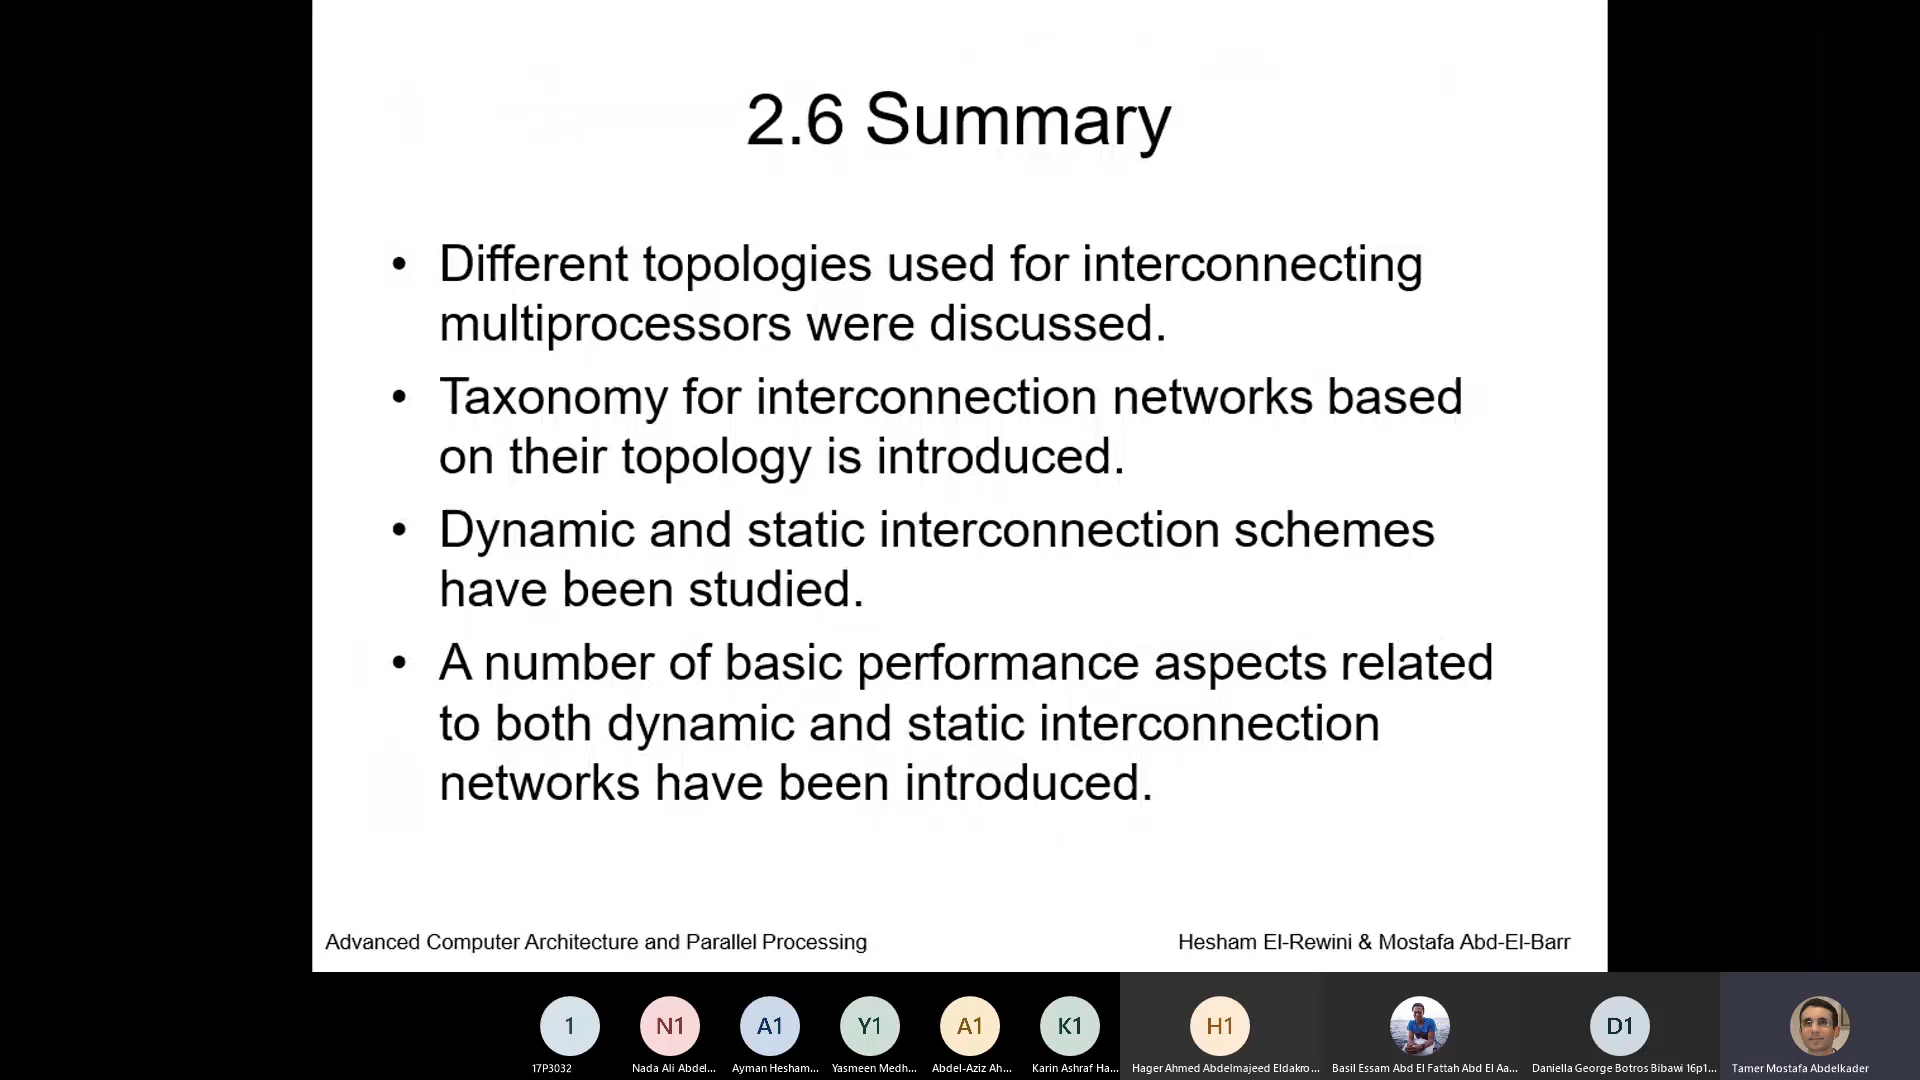 2.6 Summary
• Different topologies used for interconnecting
multiprocessors were discussed.
• Taxonomy for interconnection networks based
on their topology is introduced.
• Dynamic and static interconnection schemes
have been studied.
• A number of basic performance aspects related
to both dynamic and static interconnection
networks have been introduced.
Advanced Computer Architecture and Parallel Processing
Hesham El-Rewini & Mostafa Abd-El-Barr
1
N1
A1
Y1
A1
K1
H1
D1
17P3032
Nada Ali Abdel...
Ayman Hesham...
Yasmeen Medh...
Abdel-Aziz Ah...
Karin Ashraf Ha...
Hager Ahmed Abdelmajeed Eldakro...
Basil Essam Abd El Fattah Abd El Aa...
Daniella George Botros Bibawi 16p1...
Tamer Mostafa Abdelkader